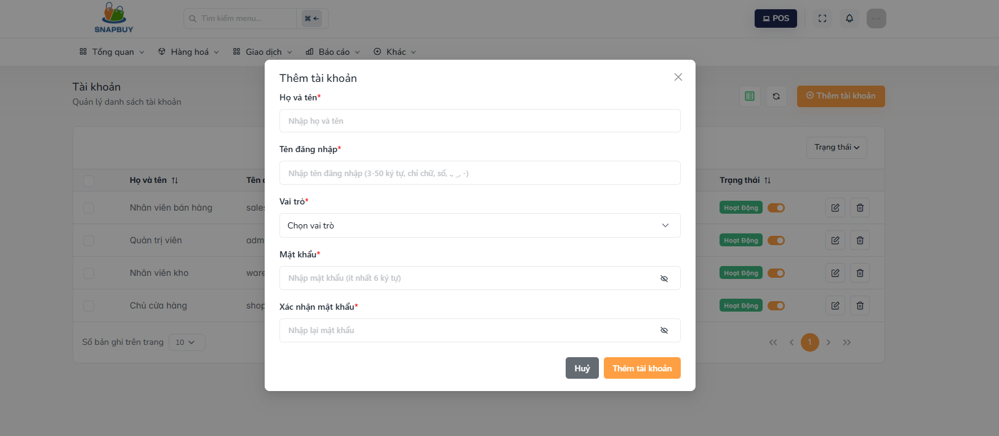 SNAPBUY
Tìm kiếm menu...
⌘ ←
POS
Tổng quan
Hàng hoá
Giao dịch
Báo cáo
Khác
Tài khoản
Quản lý danh sách tài khoản
Thêm tài khoản
Trạng thái
Họ và tên
Tên
Trạng thái
Nhân viên bán hàng
sales
Hoạt Động
Quản trị viên
adm
Hoạt Động
Nhân viên kho
ware
Hoạt Động
Chủ cửa hàng
shop
Hoạt Động
Số bản ghi trên trang
10
1
Thêm tài khoản
Họ và tên*
Nhập họ và tên
Tên đăng nhập*
Nhập tên đăng nhập (3-50 ký tự, chỉ chữ, số, ., _, -)
Vai trò*
Chọn vai trò
Mật khẩu*
Nhập mật khẩu (ít nhất 6 ký tự)
Xác nhận mật khẩu*
Nhập lại mật khẩu
Huỷ
Thêm tài khoản